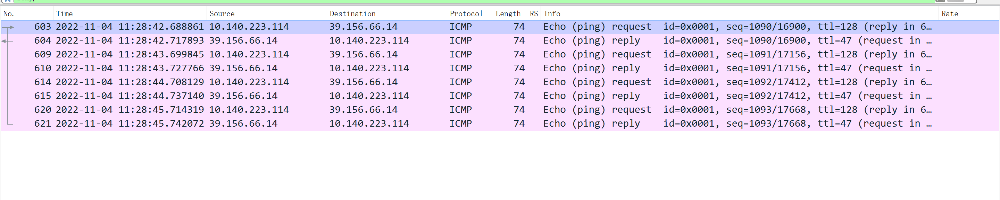 No. Time Source Destination Protocol Length RS Info Rate
603 2022-11-04 11:28:42.688861 10.140.223.114 39.156.66.14 ICMP 74 Echo (ping) request id=0x0001, seq=1090/16900, ttl=128 (reply in 6…
604 2022-11-04 11:28:42.717893 39.156.66.14 10.140.223.114 ICMP 74 Echo (ping) reply id=0x0001, seq=1090/16900, ttl=47 (request in …
609 2022-11-04 11:28:43.699845 10.140.223.114 39.156.66.14 ICMP 74 Echo (ping) request id=0x0001, seq=1091/17156, ttl=128 (reply in 6…
610 2022-11-04 11:28:43.727766 39.156.66.14 10.140.223.114 ICMP 74 Echo (ping) reply id=0x0001, seq=1091/17156, ttl=47 (request in …
614 2022-11-04 11:28:44.708129 10.140.223.114 39.156.66.14 ICMP 74 Echo (ping) request id=0x0001, seq=1092/17412, ttl=128 (reply in 6…
615 2022-11-04 11:28:44.737140 39.156.66.14 10.140.223.114 ICMP 74 Echo (ping) reply id=0x0001, seq=1092/17412, ttl=47 (request in …
620 2022-11-04 11:28:45.714319 10.140.223.114 39.156.66.14 ICMP 74 Echo (ping) request id=0x0001, seq=1093/17668, ttl=128 (reply in 6…
621 2022-11-04 11:28:45.742072 39.156.66.14 10.140.223.114 ICMP 74 Echo (ping) reply id=0x0001, seq=1093/17668, ttl=47 (request in …